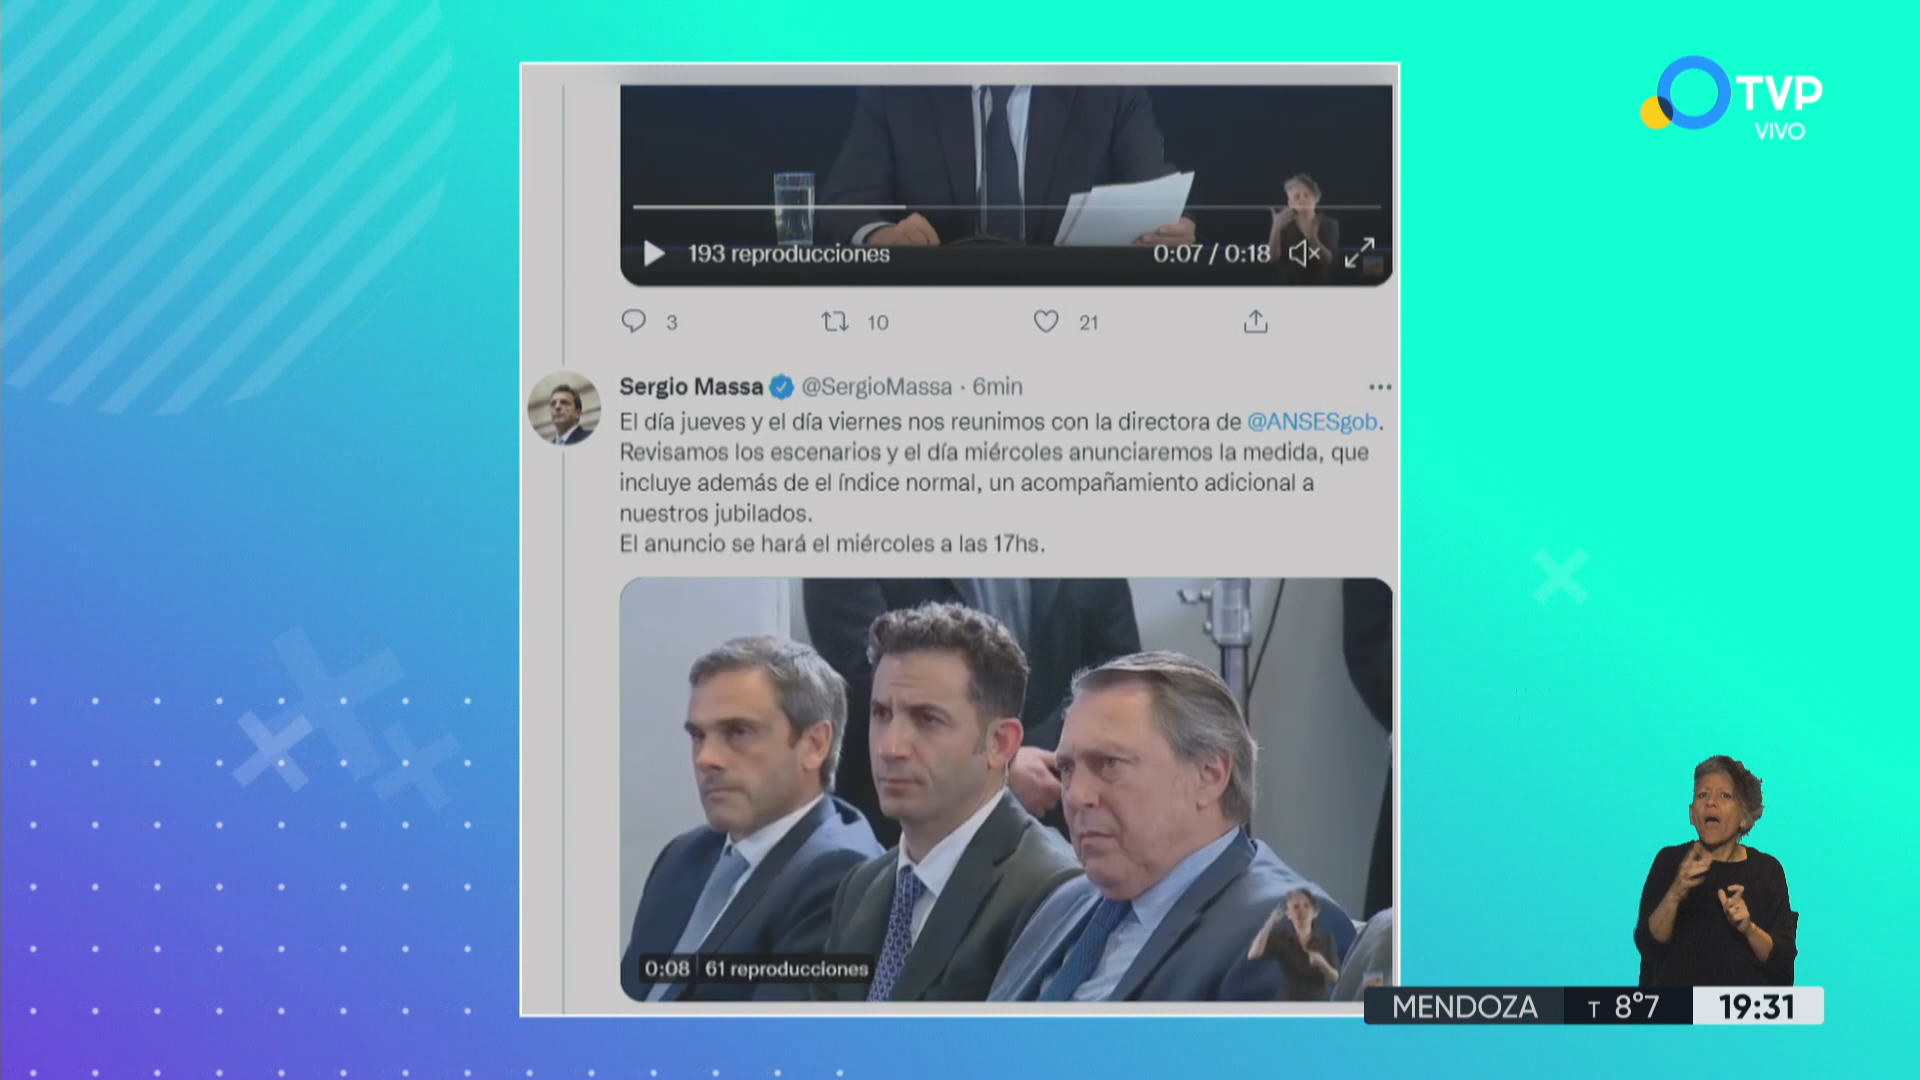 TVP
VIVO
193 reproducciones
0:07 / 0:18
3
10
21
Sergio Massa @SergioMassa · 6min
El día jueves y el día viernes nos reunimos con la directora de @ANSESgob.
Revisamos los escenarios y el día miércoles anunciaremos la medida, que
incluye además de el índice normal, un acompañamiento adicional a
nuestros jubilados.
El anuncio se hará el miércoles a las 17hs.
0:08 61 reproducciones
MENDOZA T 8°7 19:31